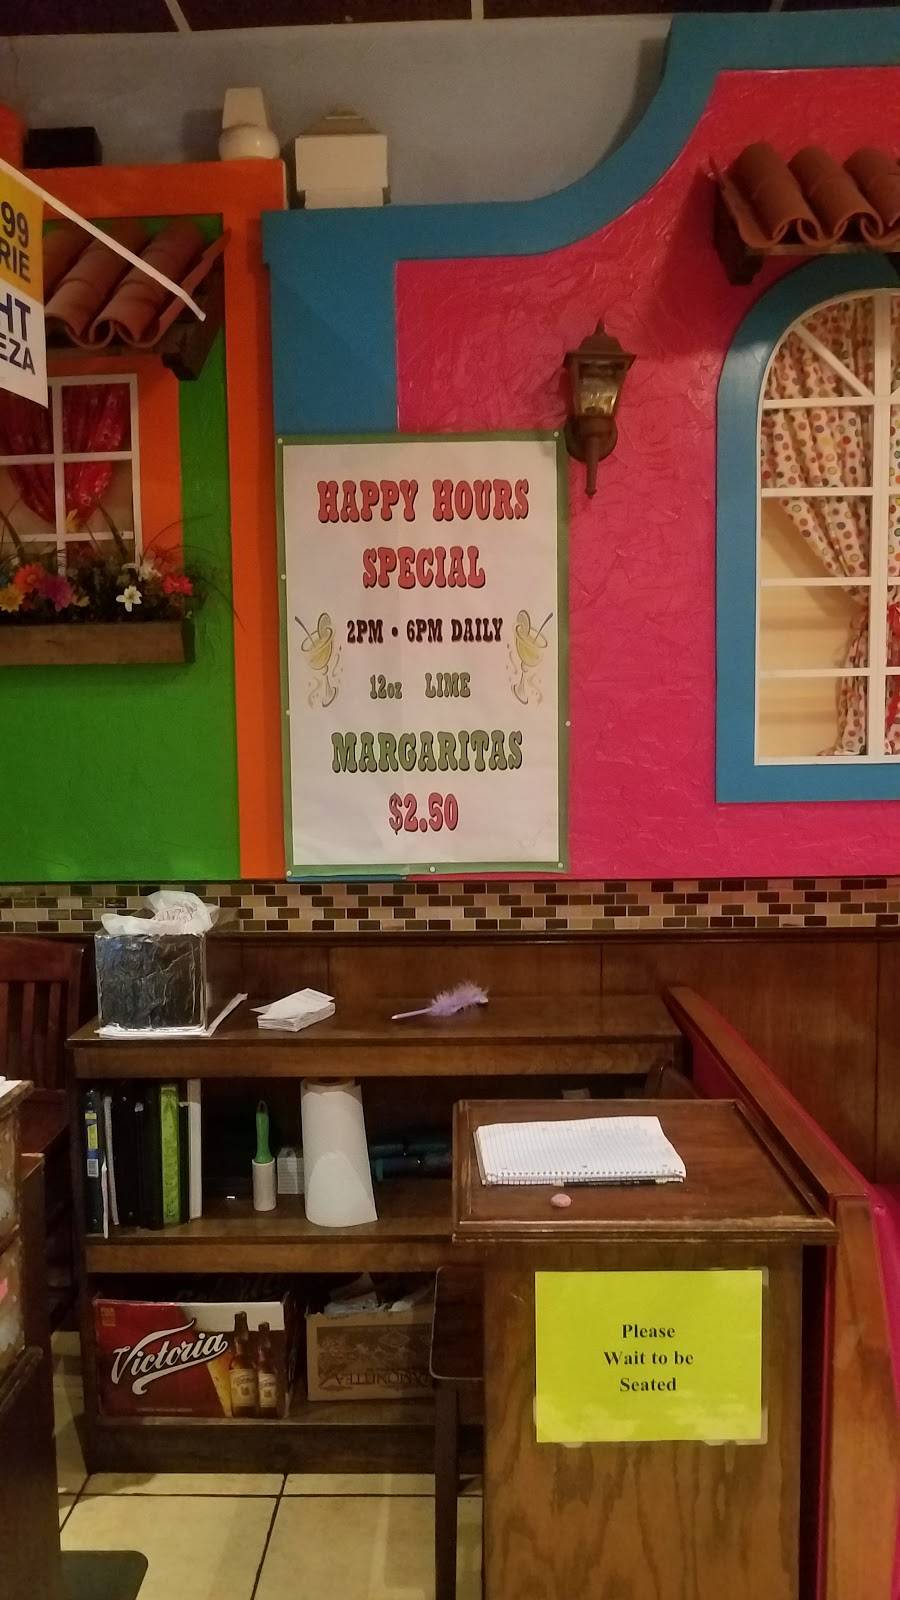 99
RIE
HT
EZA
HAPPY HOURS
SPECIAL
2PM • 6PM DAILY
12oz LIME
MARGARITAS
$2.50
Victoria
Please
Wait to be
Seated